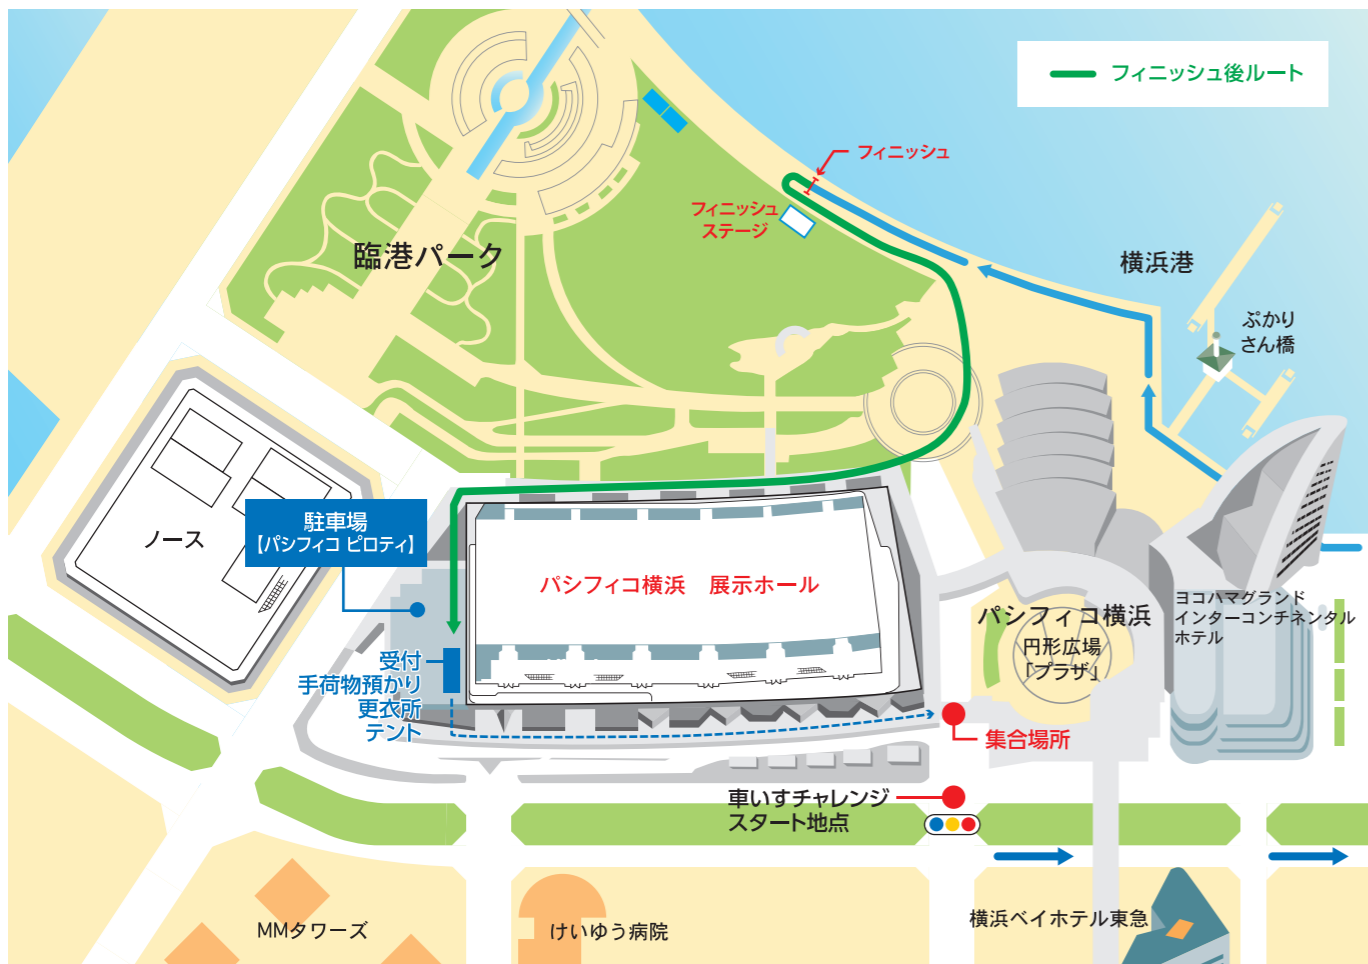 フィニッシュ後ルート
フィニッシュ
フィニッシュ
ステージ
臨港パーク
横浜港
ぷかり
さん橋
ノース
駐車場
【パシフィコ ピロティ】
パシフィコ横浜 展示ホール
ヨコハマグランド
インターコンチネンタル
ホテル
パシフィコ横浜
円形広場
「プラザ」
受付
手荷物預かり
更衣所
テント
集合場所
車いすチャレンジ
スタート地点
MMタワーズ
けいゆう病院
横浜ベイホテル東急